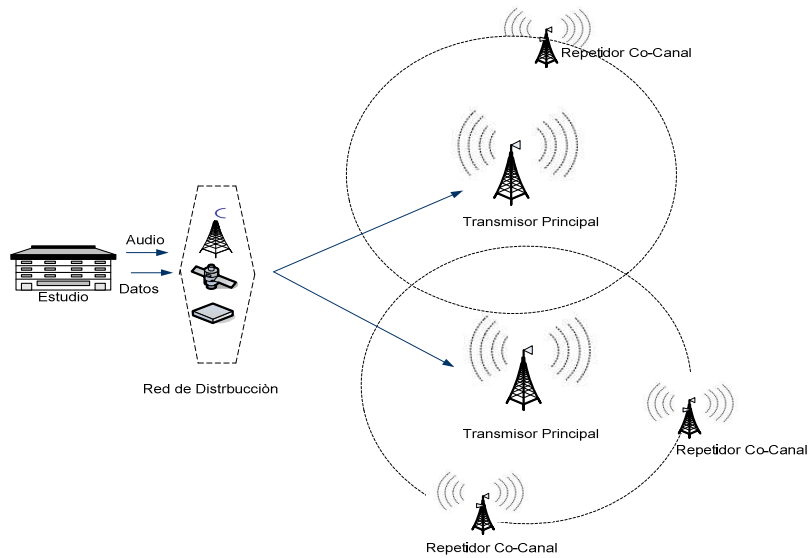 Repetidor Co-Canal
Transmisor Principal
Audio
Estudio
Datos
Red de Distrbucciòn
Transmisor Principal
Repetidor Co-Canal
Repetidor Co-Canal